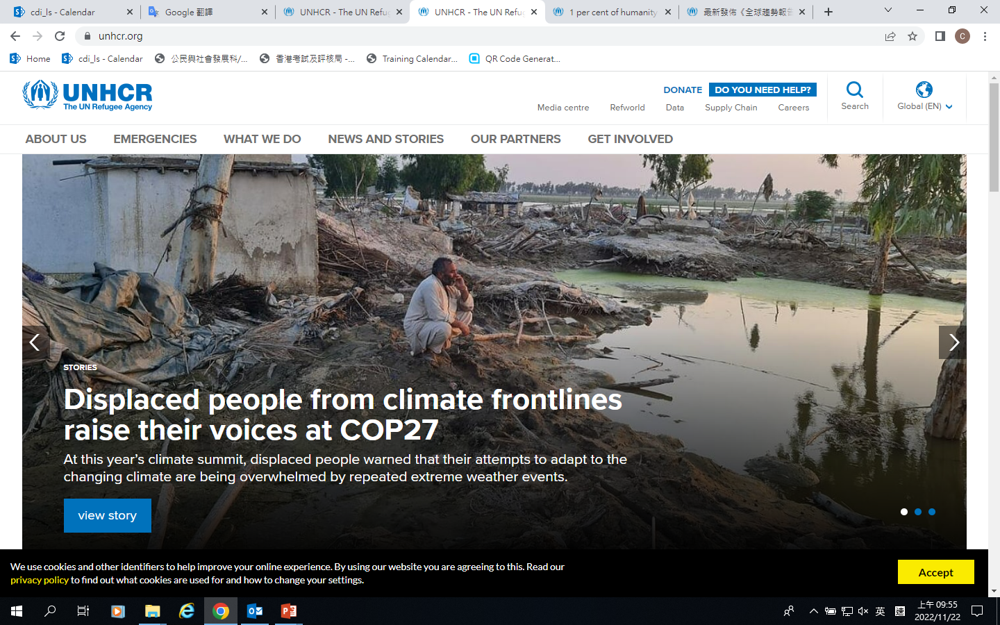 cdi_ls - Calendar
Google 翻譯
UNHCR - The UN Refug
UNHCR - The UN Refug
1 per cent of humanity
最新發佈《全球趨勢報告
unhcr.org
C
Home
cdi_ls - Calendar
公民與社會發展科/...
香港考試及評核局 -...
Training Calendar...
QR Code Generat...
UNHCR
The UN Refugee Agency
DONATE DO YOU NEED HELP?
Media centre Refworld Data Supply Chain Careers
Search
Global (EN)
ABOUT US EMERGENCIES WHAT WE DO NEWS AND STORIES OUR PARTNERS GET INVOLVED
STORIES
Displaced people from climate frontlines
raise their voices at COP27
At this year’s climate summit, displaced people warned that their attempts to adapt to the
changing climate are being overwhelmed by repeated extreme weather events.
view story
We use cookies and other identifiers to help improve your online experience. By using our website you are agreeing to this. Read our
privacy policy to find out what cookies are used for and how to change your settings.
Accept
英
速
上午 09:55
2022/11/22